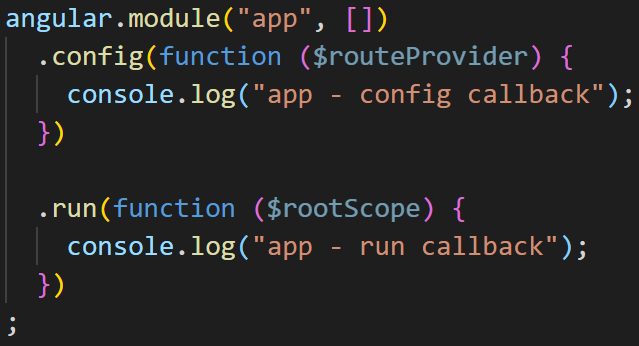 angular.module("app", [])
  .config(function ($routeProvider) {
    console.log("app - config callback");
  })

  .run(function ($rootScope) {
    console.log("app - run callback");
  })
;